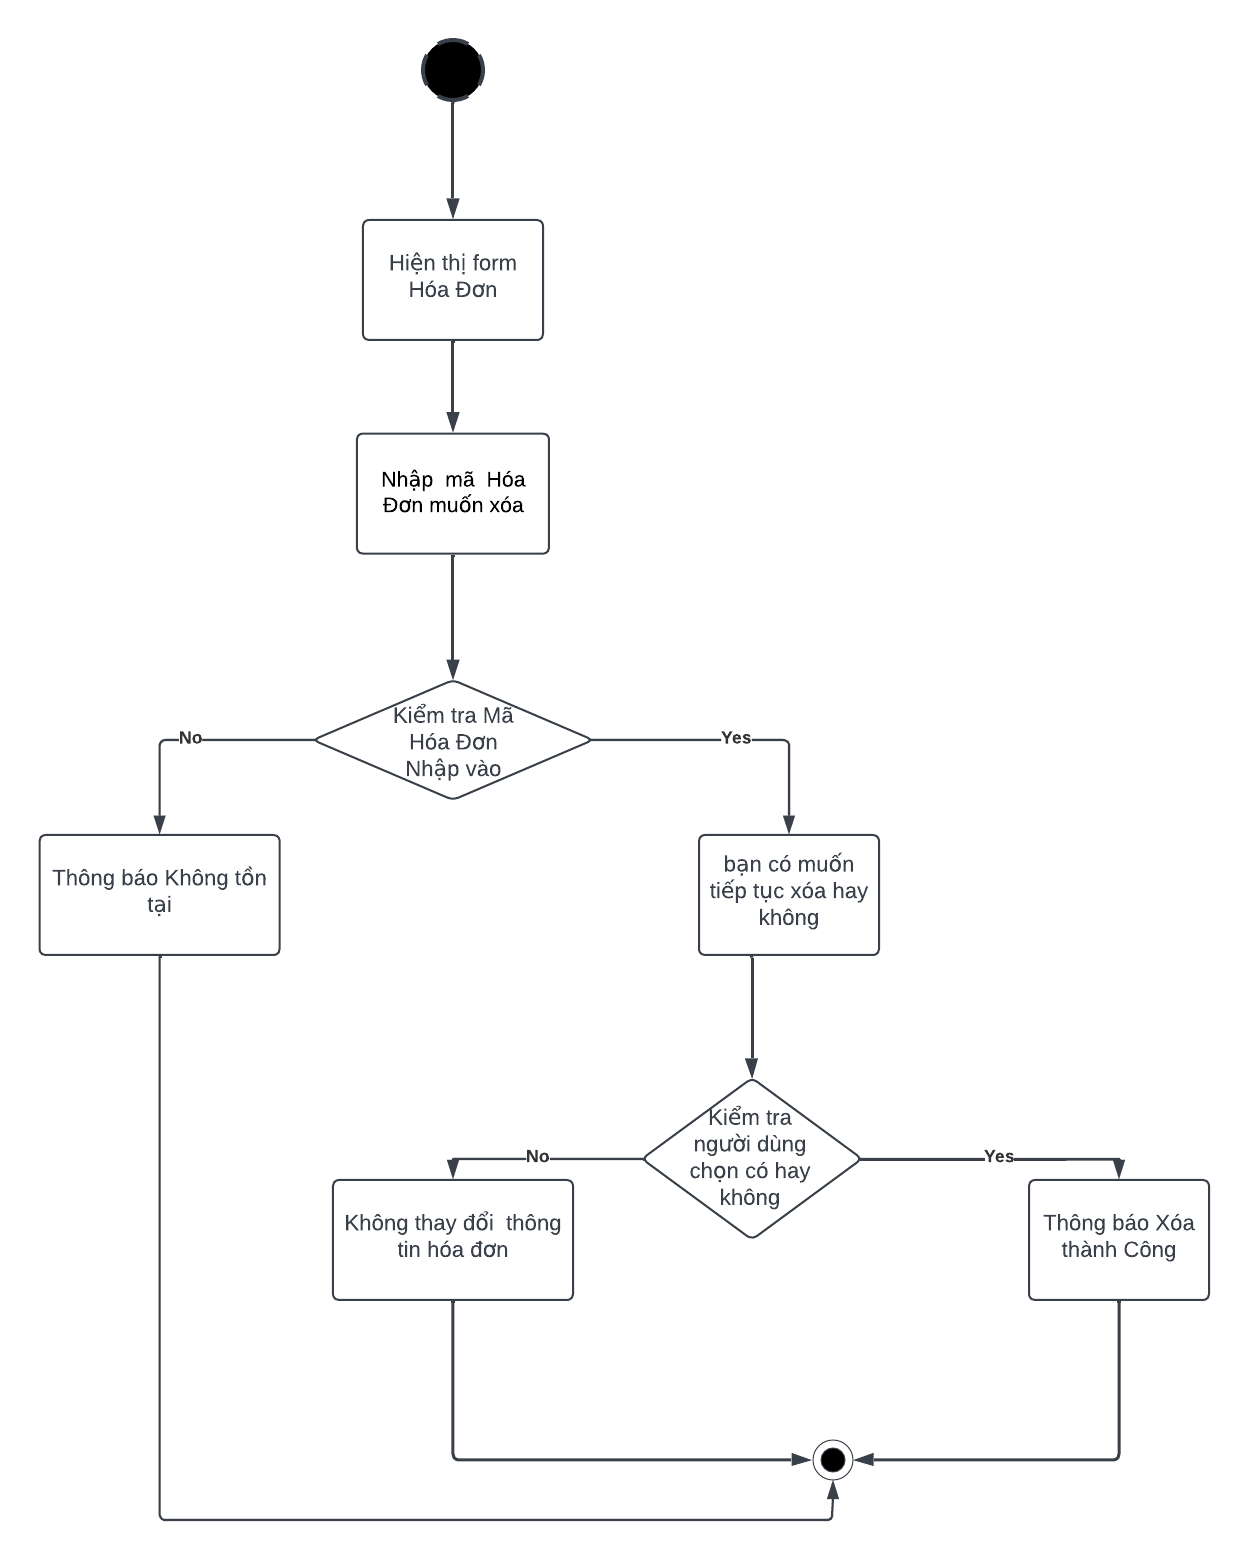 Hiện thị form
Hóa Đơn
Nhập mã Hóa
Đơn muốn xóa
Kiểm tra Mã
Hóa Đơn
Nhập vào
No
Yes
Thông báo Không tồn
tại
bạn có muốn
tiếp tục xóa hay
không
Kiểm tra
người dùng
chọn có hay
không
No
Yes
Không thay đổi thông
tin hóa đơn
Thông báo Xóa
thành Công